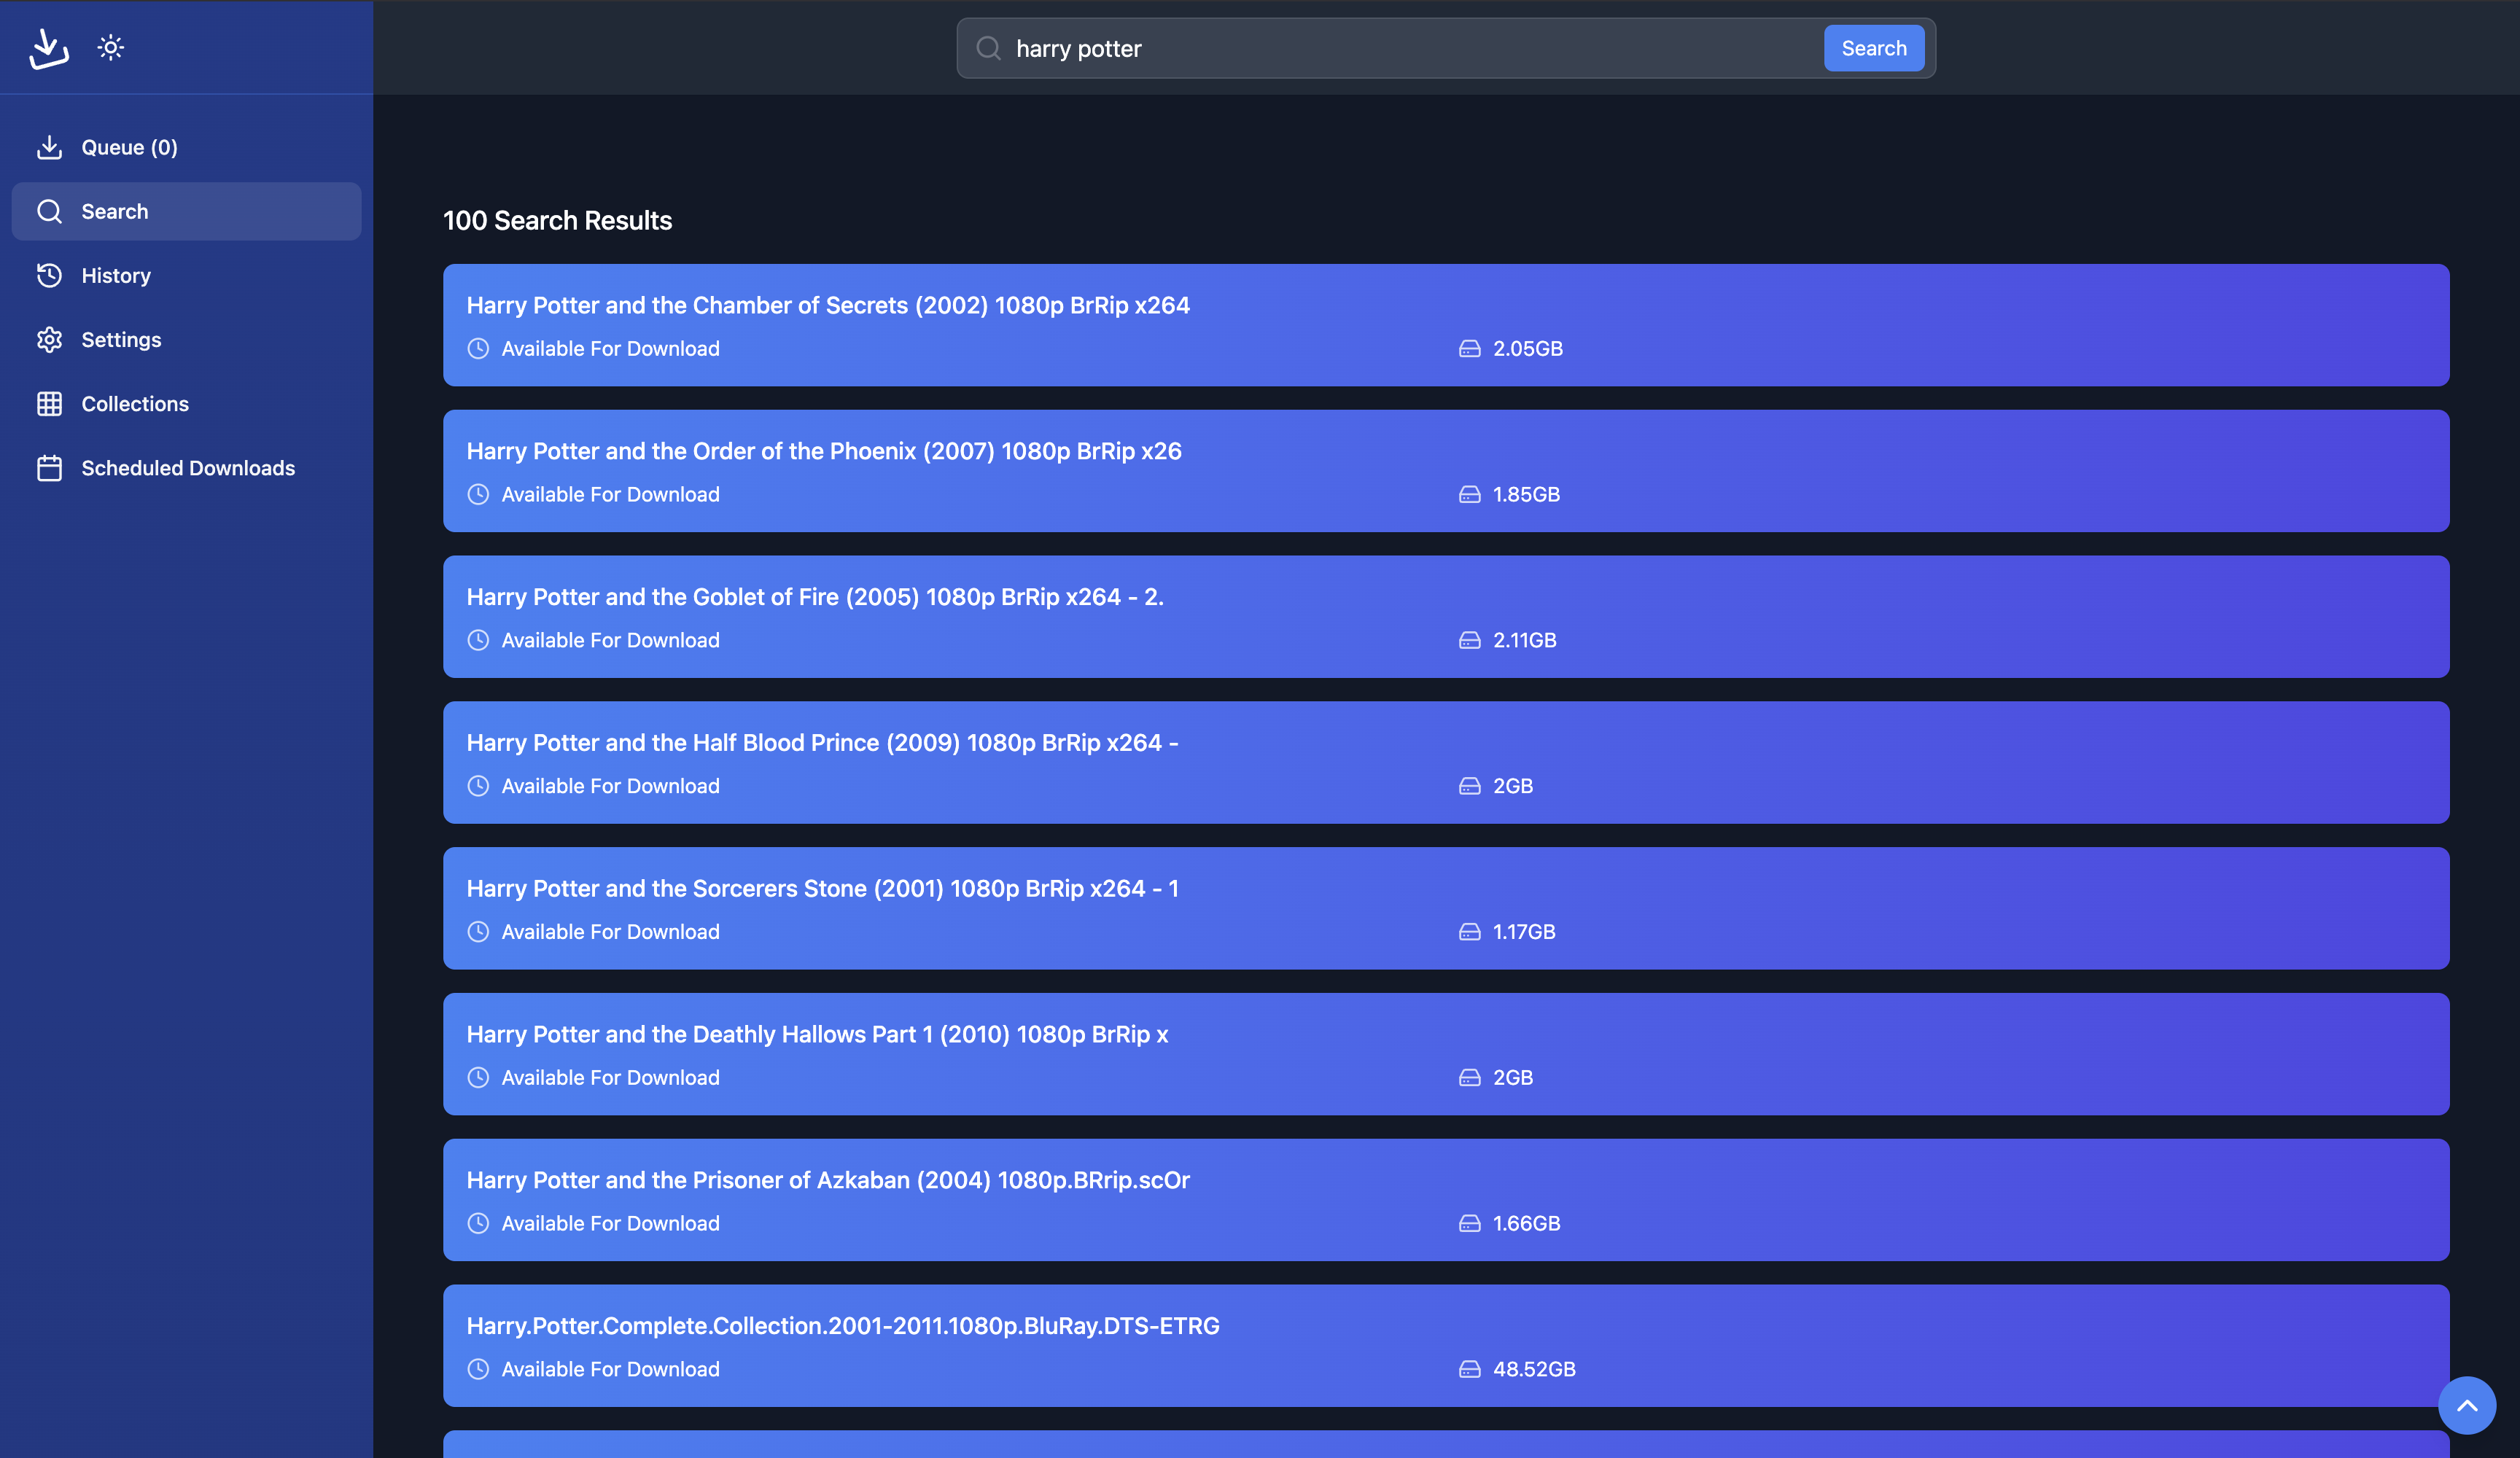 harry potter
Search
Queue (0)
Search
History
Settings
Collections
Scheduled Downloads
100 Search Results
Harry Potter and the Chamber of Secrets (2002) 1080p BrRip x264
Available For Download
2.05GB
Harry Potter and the Order of the Phoenix (2007) 1080p BrRip x26
Available For Download
1.85GB
Harry Potter and the Goblet of Fire (2005) 1080p BrRip x264 - 2.
Available For Download
2.11GB
Harry Potter and the Half Blood Prince (2009) 1080p BrRip x264 -
Available For Download
2GB
Harry Potter and the Sorcerers Stone (2001) 1080p BrRip x264 - 1
Available For Download
1.17GB
Harry Potter and the Deathly Hallows Part 1 (2010) 1080p BrRip x
Available For Download
2GB
Harry Potter and the Prisoner of Azkaban (2004) 1080p.BRrip.scOr
Available For Download
1.66GB
Harry.Potter.Complete.Collection.2001-2011.1080p.BluRay.DTS-ETRG
Available For Download
48.52GB